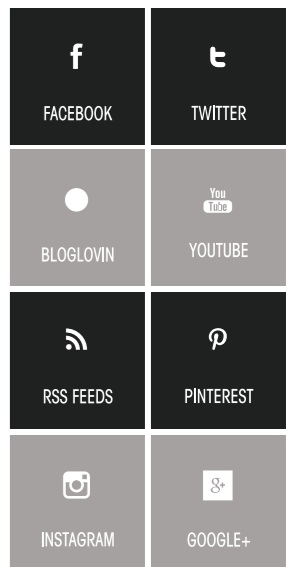 f
FACEBOOK
t
TWITTER
BLOGLOVIN
You
Tube
YOUTUBE
RSS FEEDS
PINTEREST
INSTAGRAM
g+
GOOGLE+